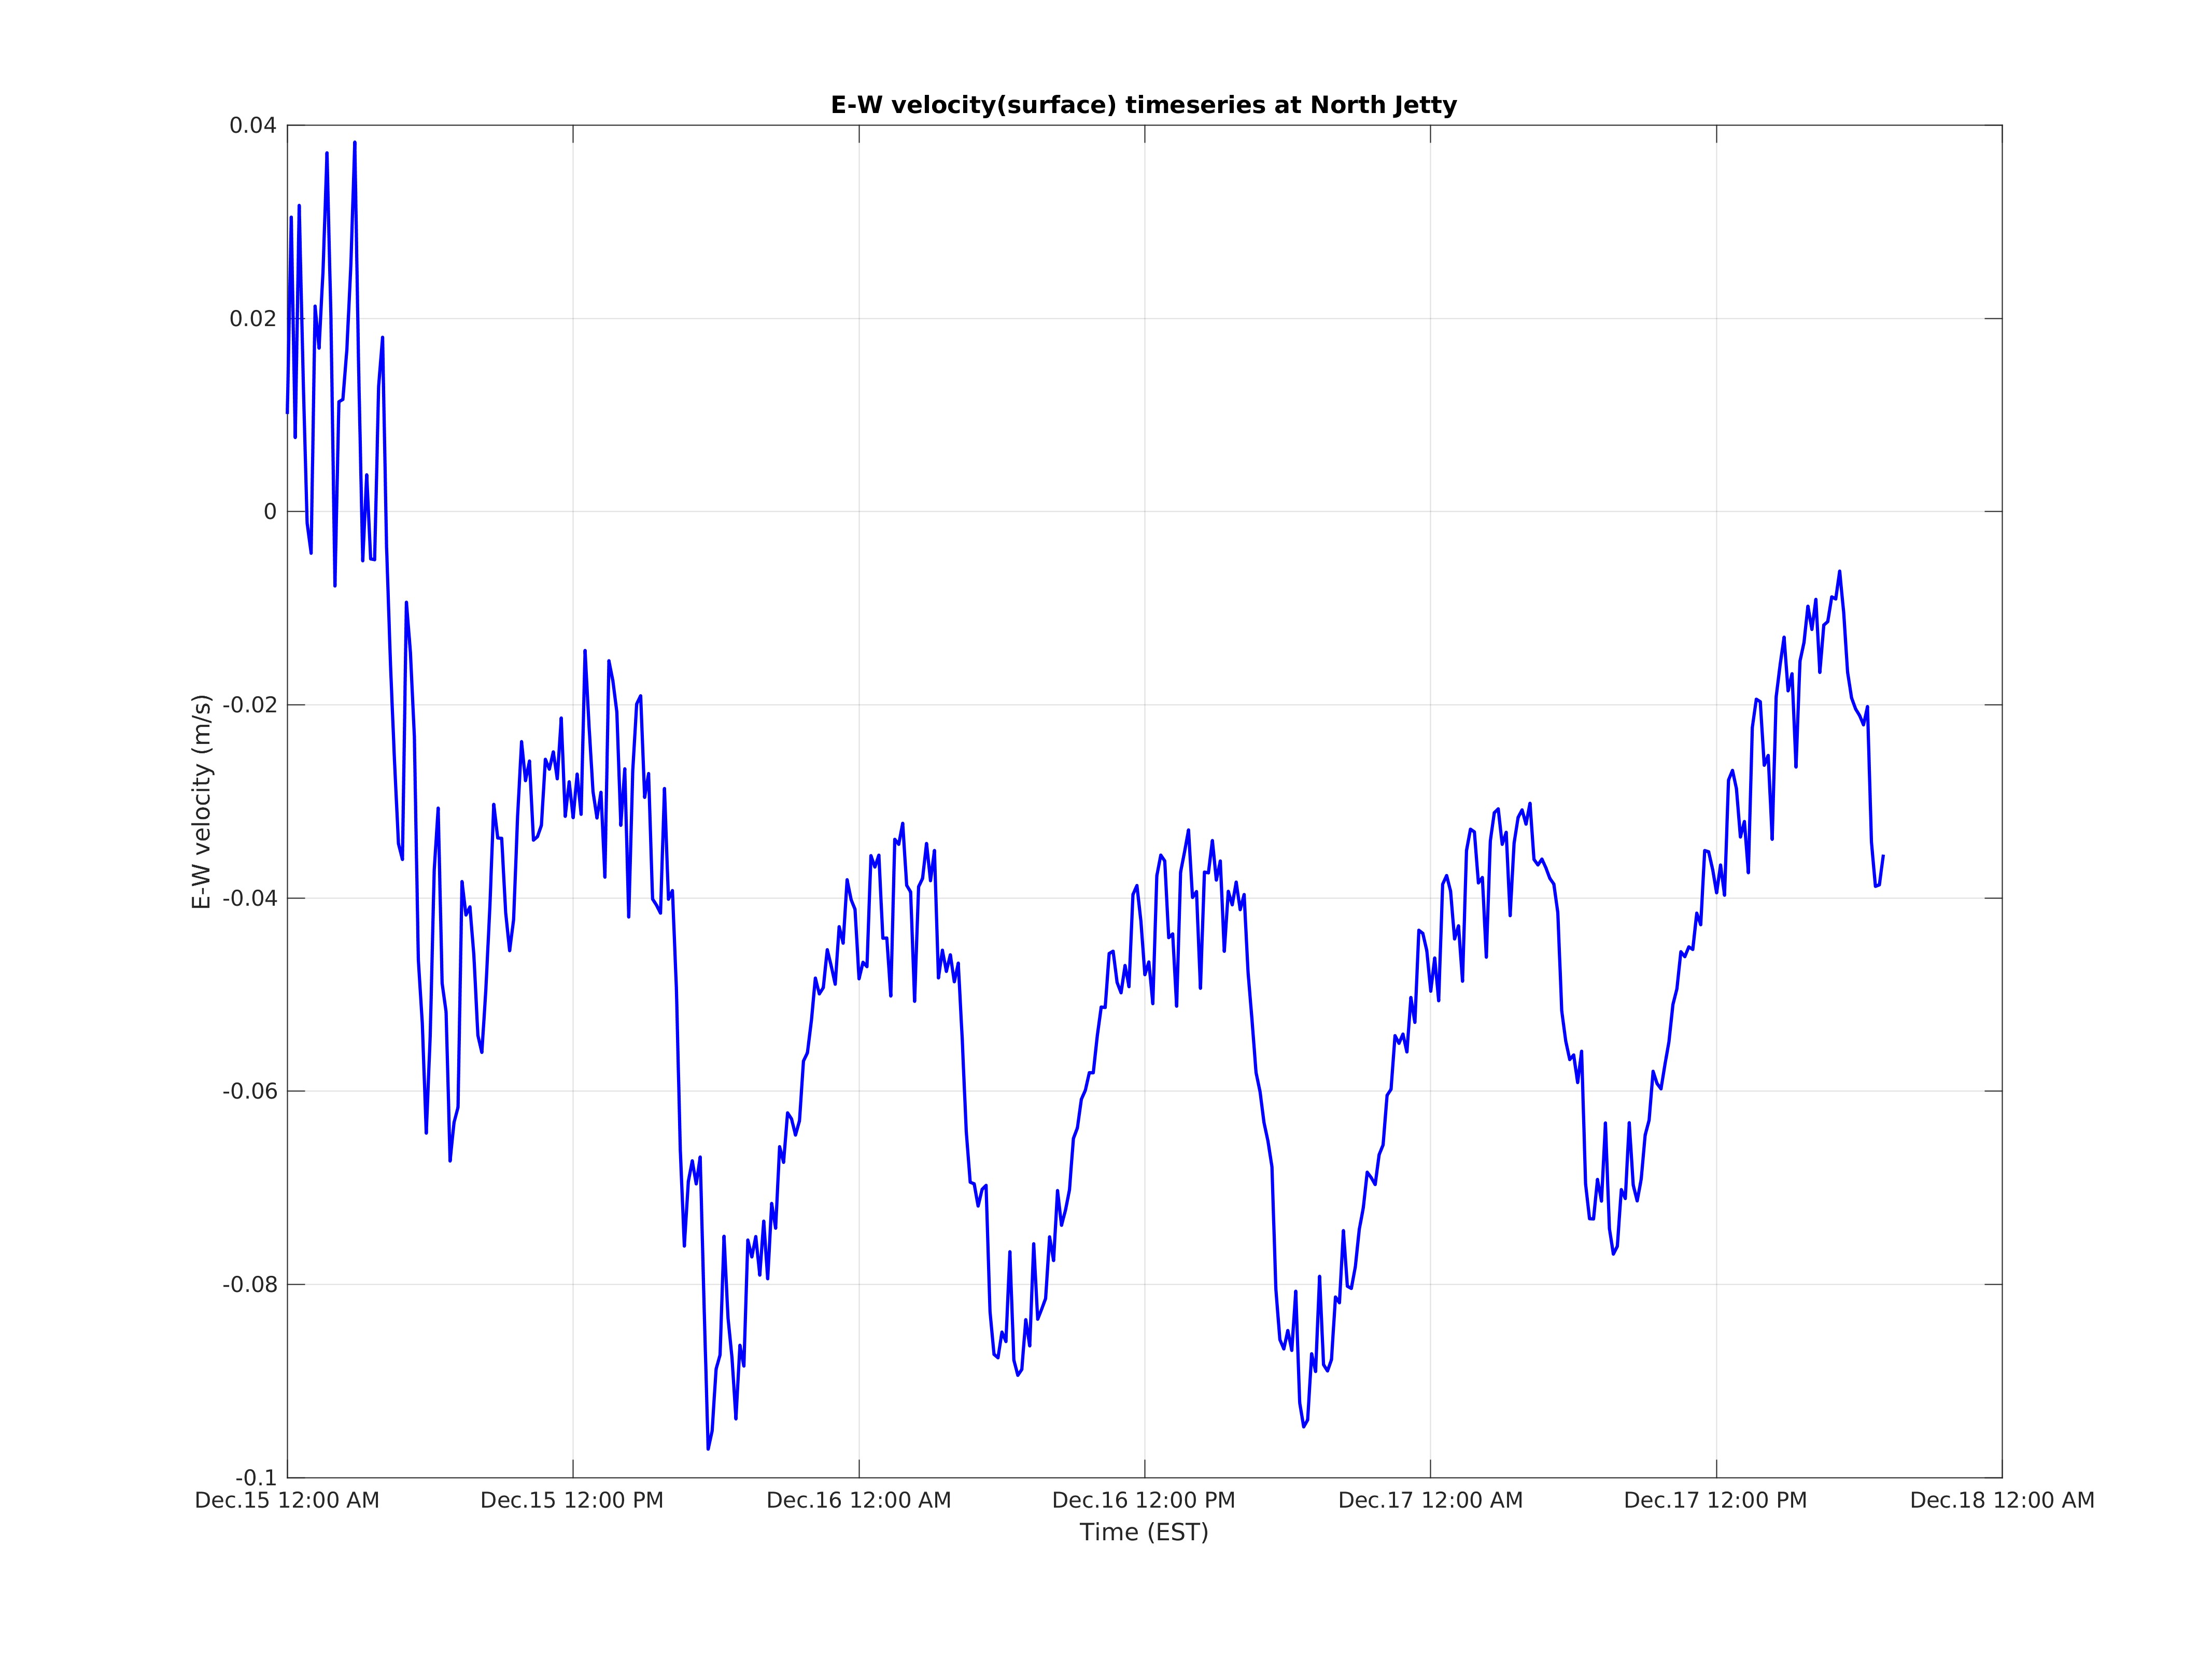 E-W velocity(surface) timeseries at North Jetty
0.04
0.02
0
-0.02
-0.04
-0.06
-0.08
-0.1
E-W velocity (m/s)
Dec.15 12:00 AM Dec.15 12:00 PM Dec.16 12:00 AM Dec.16 12:00 PM Dec.17 12:00 AM Dec.17 12:00 PM Dec.18 12:00 AM
Time (EST)